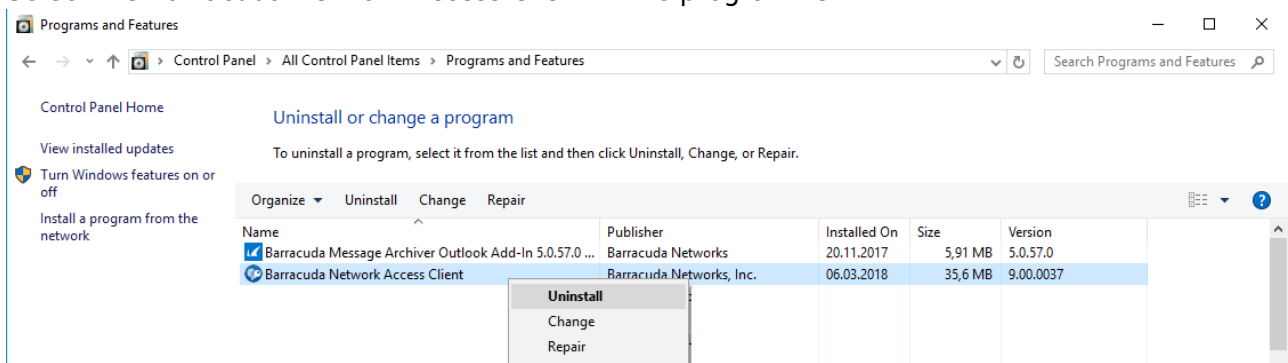 Programs and Features
Control Panel > All Control Panel Items > Programs and Features
Search Programs and Features
Control Panel Home
View installed updates
Turn Windows features on or
off
Install a program from the
network
Uninstall or change a program
To uninstall a program, select it from the list and then click Uninstall, Change, or Repair.
Organize Uninstall Change Repair
Name Publisher Installed On Size Version
Barracuda Message Archiver Outlook Add-In 5.0.57.0 ... Barracuda Networks 20.11.2017 5,91 MB 5.0.57.0
Barracuda Network Access Client Barracuda Networks, Inc. 06.03.2018 35,6 MB 9.00.0037
Uninstall
Change
Repair